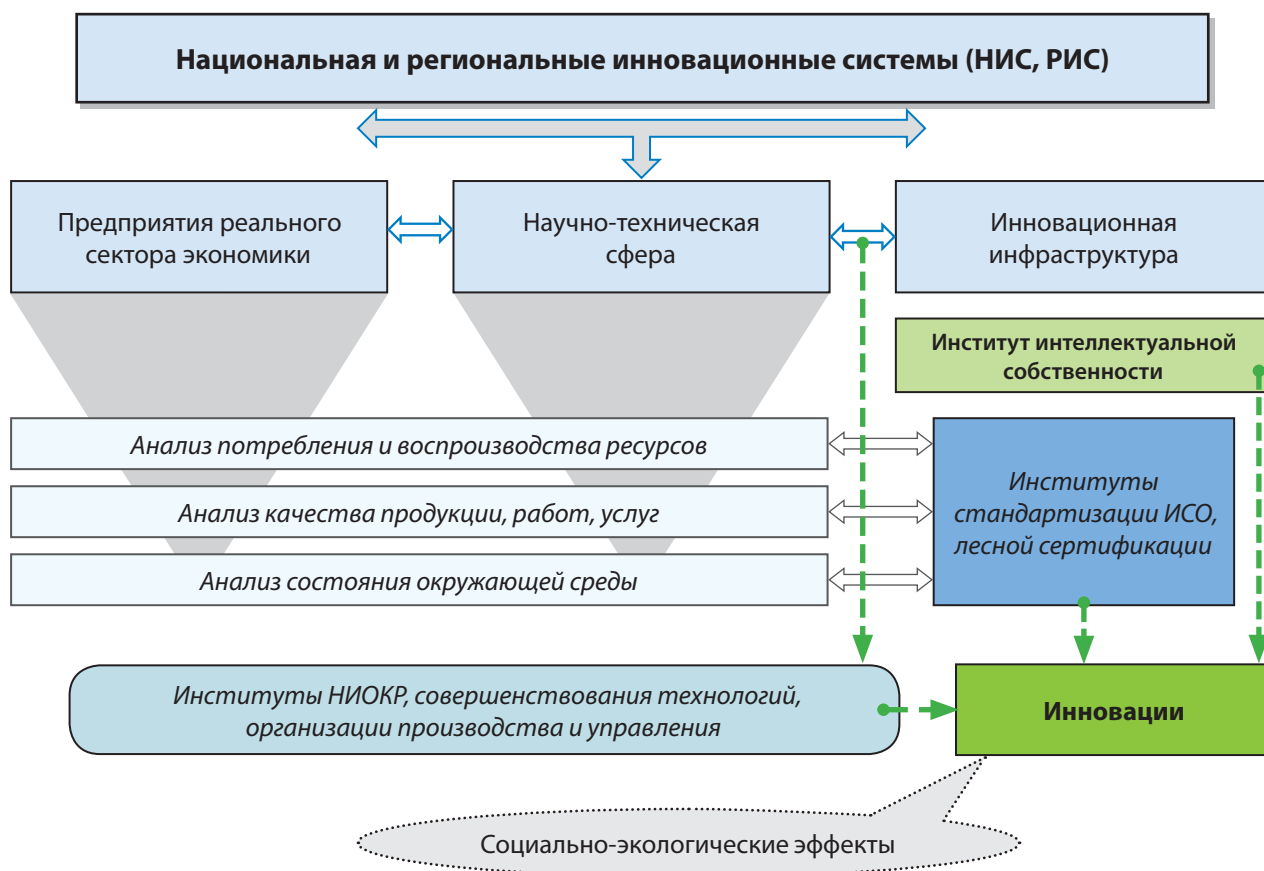 Национальная и региональные инновационные системы (НИС, РИС)
Предприятия реального
сектора экономики
Научно-техническая
сфера
Инновационная
инфраструктура
Институт интеллектуальной
собственности
Анализ потребления и воспроизводства ресурсов
Анализ качества продукции, работ, услуг
Анализ состояния окружающей среды
Институты
стандартизации ИСО,
лесной сертификации
Институты НИОКР, совершенствования технологий,
организации производства и управления
Инновации
Социально-экологические эффекты